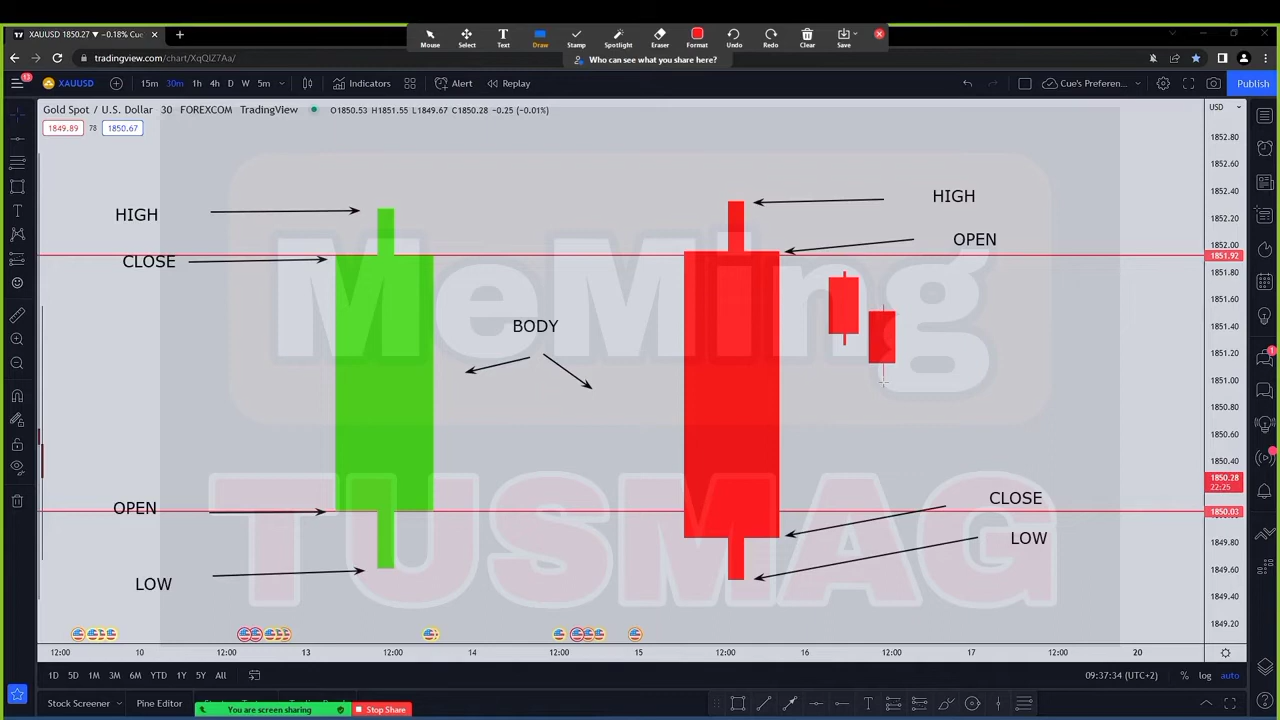 XAUUSD 1850.27 ▼ −0.18% Cue
Mouse Select Text Draw Stamp Spotlight Eraser Format Undo Redo Clear Save
Who can see what you share here?
tradingview.com/chart/XqQlZ7Aa/
13 XAUUSD 15m 30m 1h 4h D W 5m Indicators Alert Replay Cue's Preferen... Publish
Gold Spot / U.S. Dollar 30 FOREXCOM TradingView O1850.53 H1851.55 L1849.67 C1850.28 −0.25 (−0.01%)
USD
1849.89 78 1850.67
1852.80
1852.60
1852.40
1852.20
1852.00
1851.92
1851.80
1851.60
1851.40
1851.20
1851.00
1850.80
1850.60
1850.40
1850.28
22:25
1850.03
1849.80
1849.60
1849.40
1849.20
HIGH
CLOSE
BODY
OPEN
LOW
HIGH
OPEN
CLOSE
LOW
MeMing
TUSMAG
12:00 10 12:00 13 12:00 14 12:00 15 12:00 16 12:00 17 12:00 20
1D 5D 1M 3M 6M YTD 1Y 5Y All 09:37:34 (UTC+2) % log auto
Stock Screener Pine Editor
You are screen sharing Stop Share